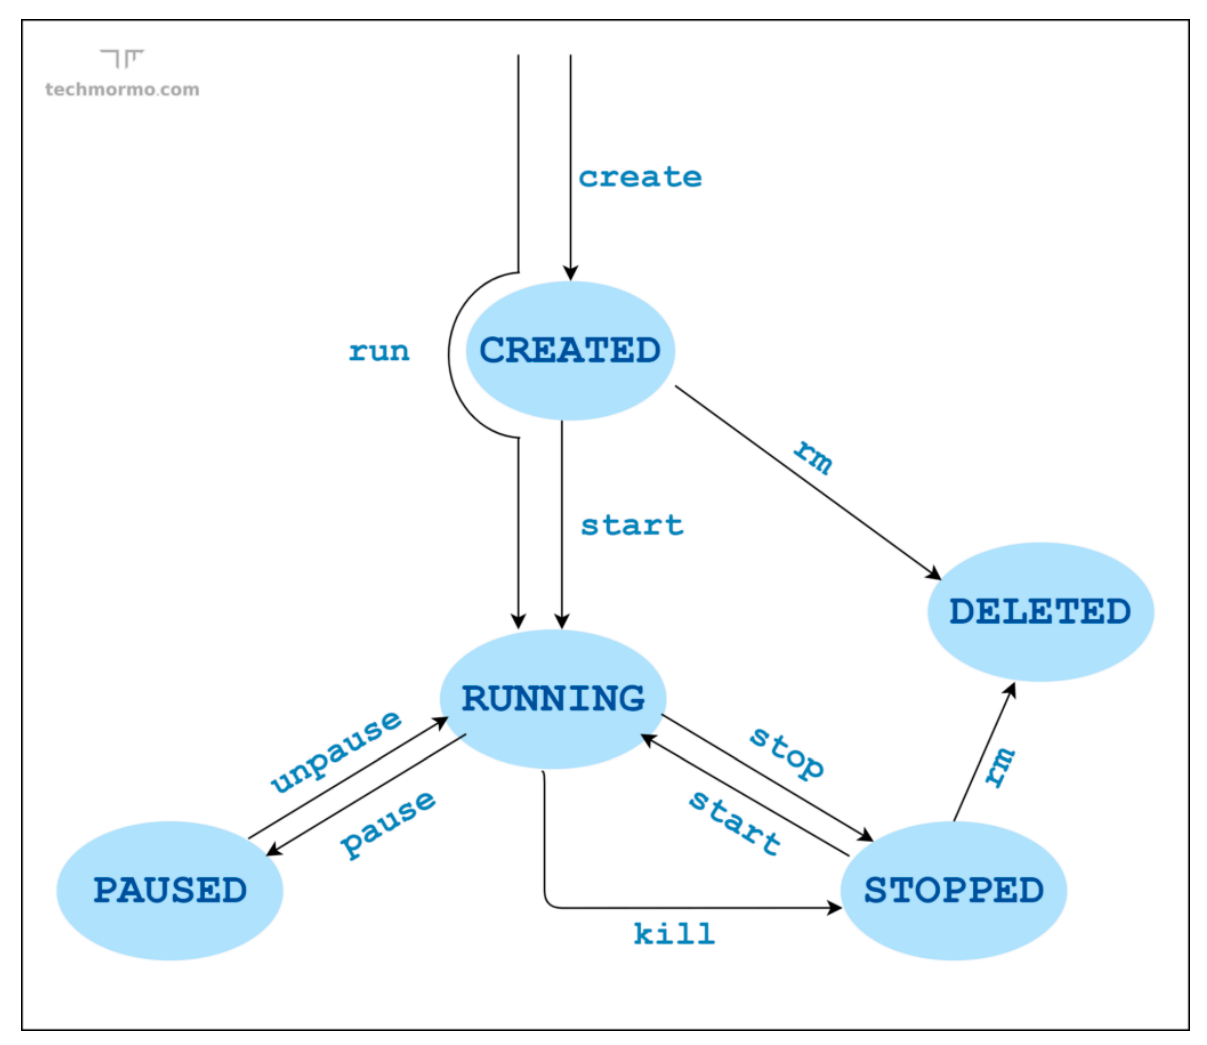 techmormo.com
create
CREATED
run
rm
start
DELETED
RUNNING
unpause
stop
pause
start
rm
PAUSED
STOPPED
kill